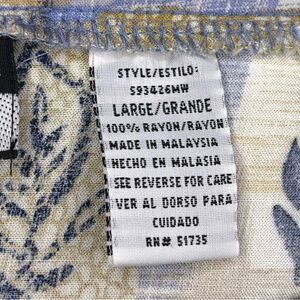 STYLE/ESTILO:
S93426MW
LARGE/GRANDE
100% RAYON/RAYON
MADE IN MALAYSIA
HECHO EN MALASIA
SEE REVERSE FOR CARE
VER AL DORSO PARA
CUIDADO
RN# 51735